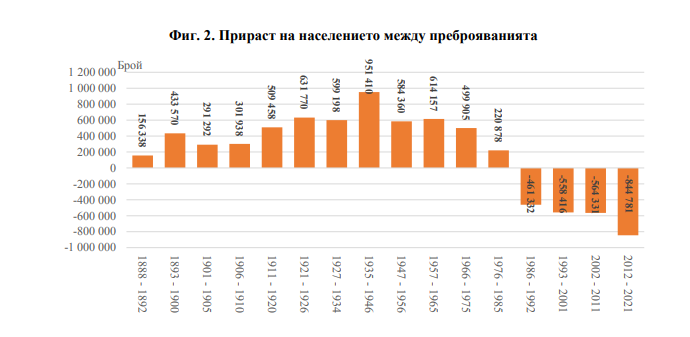 Фиг. 2. Прираст на населението между преброяванията
Брой
1 200 000
1 000 000
800 000
600 000
400 000
200 000
0
-200 000
-400 000
-600 000
-800 000
-1 000 000
156 338
433 570
291 292
301 938
509 458
631 770
599 198
951 410
584 360
614 157
499 905
220 878
-461 332
-558 416
-564 331
-844 781
1888 - 1892
1893 - 1900
1901 - 1905
1906 - 1910
1911 - 1920
1921 - 1926
1927 - 1934
1935 - 1946
1947 - 1956
1957 - 1965
1966 - 1975
1976 - 1985
1986 - 1992
1993 - 2001
2002 - 2011
2012 - 2021